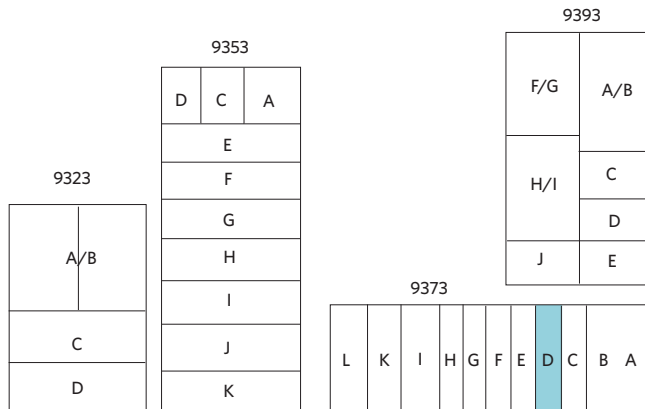 9393
F/G
A/B
H/I
C
D
J
E
9353
D C A
E
F
G
H
I
J
K
9323
A/B
C
D
9373
L K I H G F E D C B A